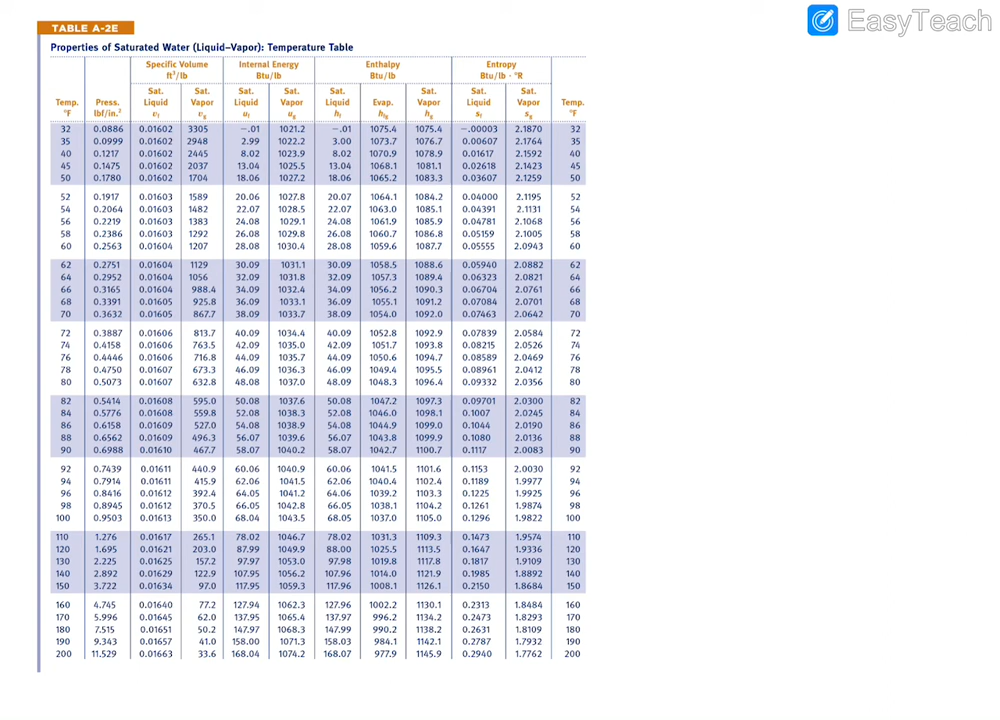 EasyTeach
TABLE A-2E
Properties of Saturated Water (Liquid–Vapor): Temperature Table
Specific Volume Internal Energy Enthalpy Entropy
ft³/lb Btu/lb Btu/lb Btu/lb · °R
Sat. Sat. Sat. Sat. Sat. Sat. Sat. Sat.
Temp. Press. Liquid Vapor Liquid Vapor Liquid Evap. Vapor Liquid Vapor Temp.
°F lbf/in.² vf vg uf ug hf hfg hg sf sg °F
32 0.0886 0.01602 3305 −.01 1021.2 −.01 1075.4 1075.4 −.00003 2.1870 32
35 0.0999 0.01602 2948 2.99 1022.2 3.00 1073.7 1076.7 0.00607 2.1764 35
40 0.1217 0.01602 2445 8.02 1023.9 8.02 1070.9 1078.9 0.01617 2.1592 40
45 0.1475 0.01602 2037 13.04 1025.5 13.04 1068.1 1081.1 0.02618 2.1423 45
50 0.1780 0.01602 1704 18.06 1027.2 18.06 1065.2 1083.3 0.03607 2.1259 50
52 0.1917 0.01603 1589 20.06 1027.8 20.07 1064.1 1084.2 0.04000 2.1195 52
54 0.2064 0.01603 1482 22.07 1028.5 22.07 1063.0 1085.1 0.04391 2.1131 54
56 0.2219 0.01603 1383 24.08 1029.1 24.08 1061.9 1085.9 0.04781 2.1068 56
58 0.2386 0.01603 1292 26.08 1029.8 26.08 1060.7 1086.8 0.05159 2.1005 58
60 0.2563 0.01604 1207 28.08 1030.4 28.08 1059.6 1087.7 0.05555 2.0943 60
62 0.2751 0.01604 1129 30.09 1031.1 30.09 1058.5 1088.6 0.05940 2.0882 62
64 0.2952 0.01604 1056 32.09 1031.8 32.09 1057.3 1089.4 0.06323 2.0821 64
66 0.3165 0.01604 988.4 34.09 1032.4 34.09 1056.2 1090.3 0.06704 2.0761 66
68 0.3391 0.01605 925.8 36.09 1033.1 36.09 1055.1 1091.2 0.07084 2.0701 68
70 0.3632 0.01605 867.7 38.09 1033.7 38.09 1054.0 1092.0 0.07463 2.0642 70
72 0.3887 0.01606 813.7 40.09 1034.4 40.09 1052.8 1092.9 0.07839 2.0584 72
74 0.4158 0.01606 763.5 42.09 1035.0 42.09 1051.7 1093.8 0.08215 2.0526 74
76 0.4446 0.01606 716.8 44.09 1035.7 44.09 1050.6 1094.7 0.08589 2.0469 76
78 0.4750 0.01607 673.3 46.09 1036.3 46.09 1049.4 1095.5 0.08961 2.0412 78
80 0.5073 0.01607 632.8 48.08 1037.0 48.09 1048.3 1096.4 0.09332 2.0356 80
82 0.5414 0.01608 595.0 50.08 1037.6 50.08 1047.2 1097.3 0.09701 2.0300 82
84 0.5776 0.01608 559.8 52.08 1038.3 52.08 1046.0 1098.1 0.1007 2.0245 84
86 0.6158 0.01609 527.0 54.08 1038.9 54.08 1044.9 1099.0 0.1044 2.0190 86
88 0.6562 0.01609 496.3 56.07 1039.6 56.07 1043.8 1099.9 0.1080 2.0136 88
90 0.6988 0.01610 467.7 58.07 1040.2 58.07 1042.7 1100.7 0.1117 2.0083 90
92 0.7439 0.01611 440.9 60.06 1040.9 60.06 1041.5 1101.6 0.1153 2.0030 92
94 0.7914 0.01611 415.9 62.06 1041.5 62.06 1040.4 1102.4 0.1189 1.9977 94
96 0.8416 0.01612 392.4 64.05 1041.2 64.06 1039.2 1103.3 0.1225 1.9925 96
98 0.8945 0.01612 370.5 66.05 1042.8 66.05 1038.1 1104.2 0.1261 1.9874 98
100 0.9503 0.01613 350.0 68.04 1043.5 68.05 1037.0 1105.0 0.1296 1.9822 100
110 1.276 0.01617 265.1 78.02 1046.7 78.02 1031.3 1109.3 0.1473 1.9574 110
120 1.695 0.01621 203.0 87.99 1049.9 88.00 1025.5 1113.5 0.1647 1.9336 120
130 2.225 0.01625 157.2 97.97 1053.0 97.98 1019.8 1117.8 0.1817 1.9109 130
140 2.892 0.01629 122.9 107.95 1056.2 107.96 1014.0 1121.9 0.1985 1.8892 140
150 3.722 0.01634 97.0 117.95 1059.3 117.96 1008.1 1126.1 0.2150 1.8684 150
160 4.745 0.01640 77.2 127.94 1062.3 127.96 1002.2 1130.1 0.2313 1.8484 160
170 5.996 0.01645 62.0 137.95 1065.4 137.97 996.2 1134.2 0.2473 1.8293 170
180 7.515 0.01651 50.2 147.97 1068.3 147.99 990.2 1138.2 0.2631 1.8109 180
190 9.343 0.01657 41.0 158.00 1071.3 158.03 984.1 1142.1 0.2787 1.7932 190
200 11.529 0.01663 33.6 168.04 1074.2 168.07 977.9 1145.9 0.2940 1.7762 200